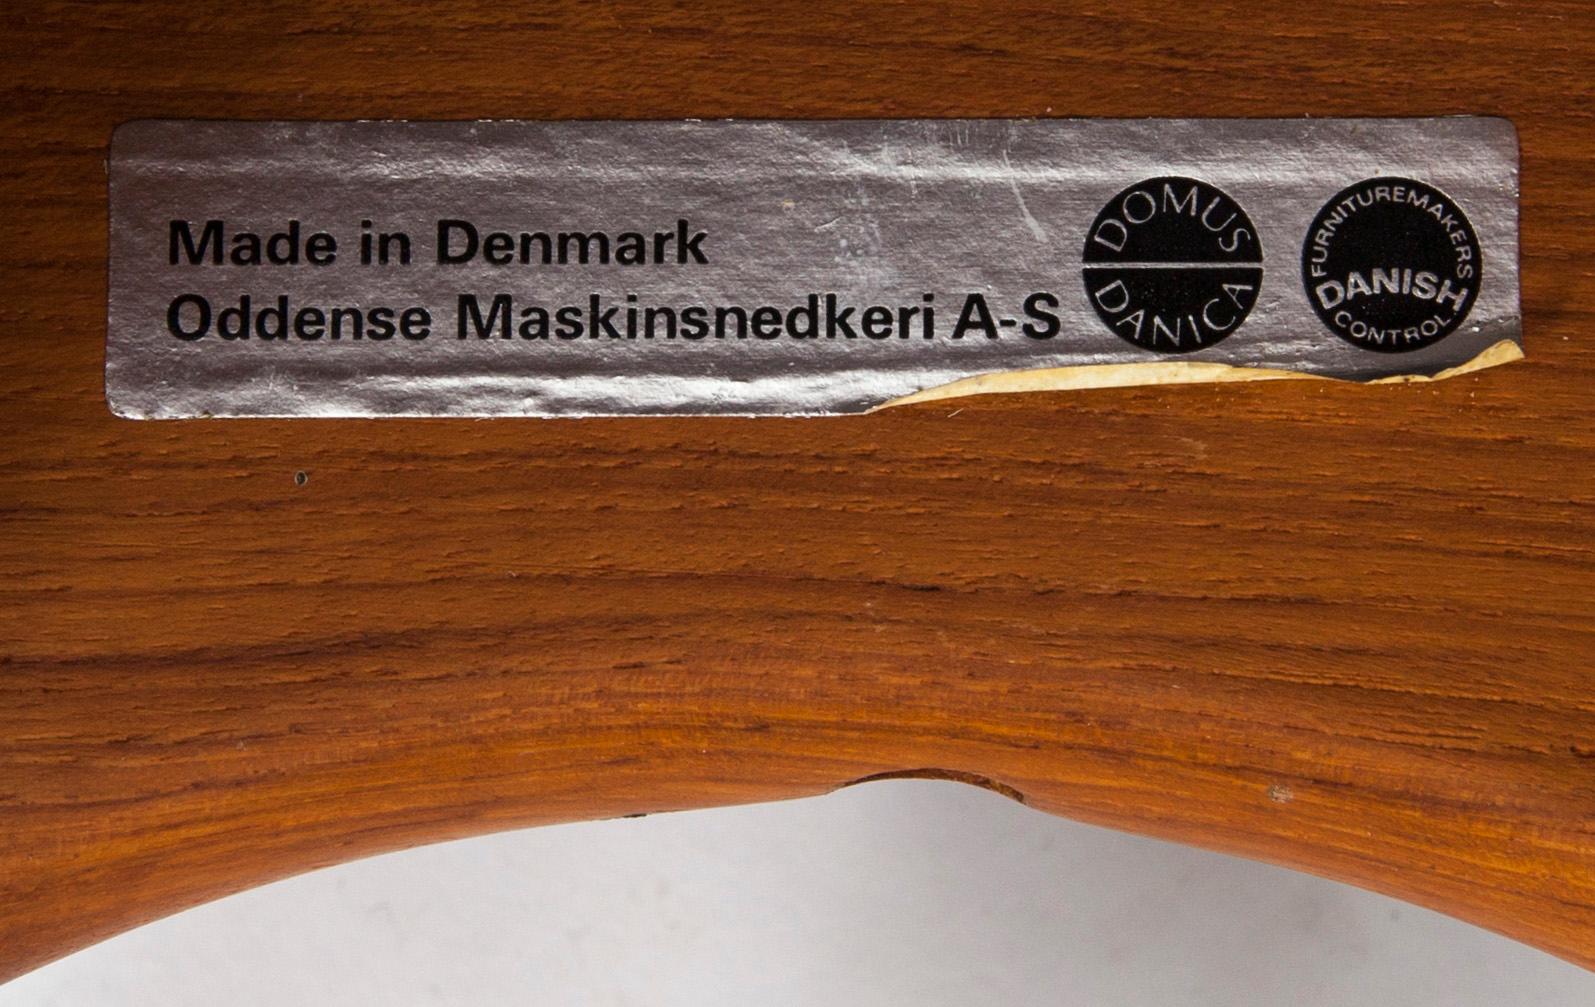 Made in Denmark
Oddense Maskinsnedkeri A-S
DOMUS
DANICA
FURNITUREMAKERS
DANISH
CONTROL